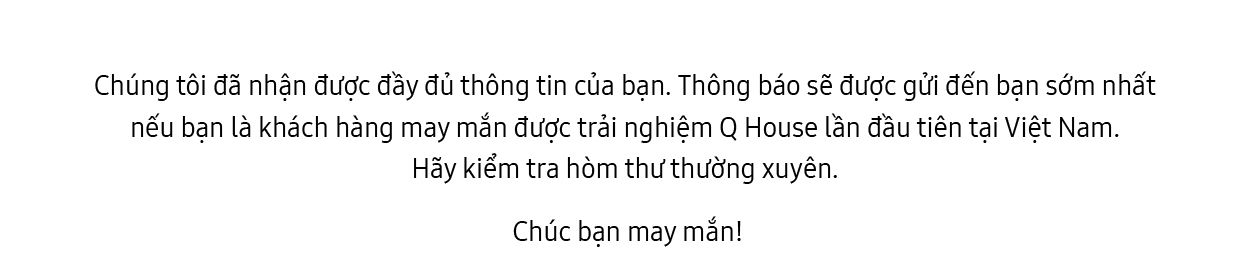 Chúng tôi đã nhận được đầy đủ thông tin của bạn. Thông báo sẽ được gửi đến bạn sớm nhất
nếu bạn là khách hàng may mắn được trải nghiệm Q House lần đầu tiên tại Việt Nam.
Hãy kiểm tra hòm thư thường xuyên.
Chúc bạn may mắn!